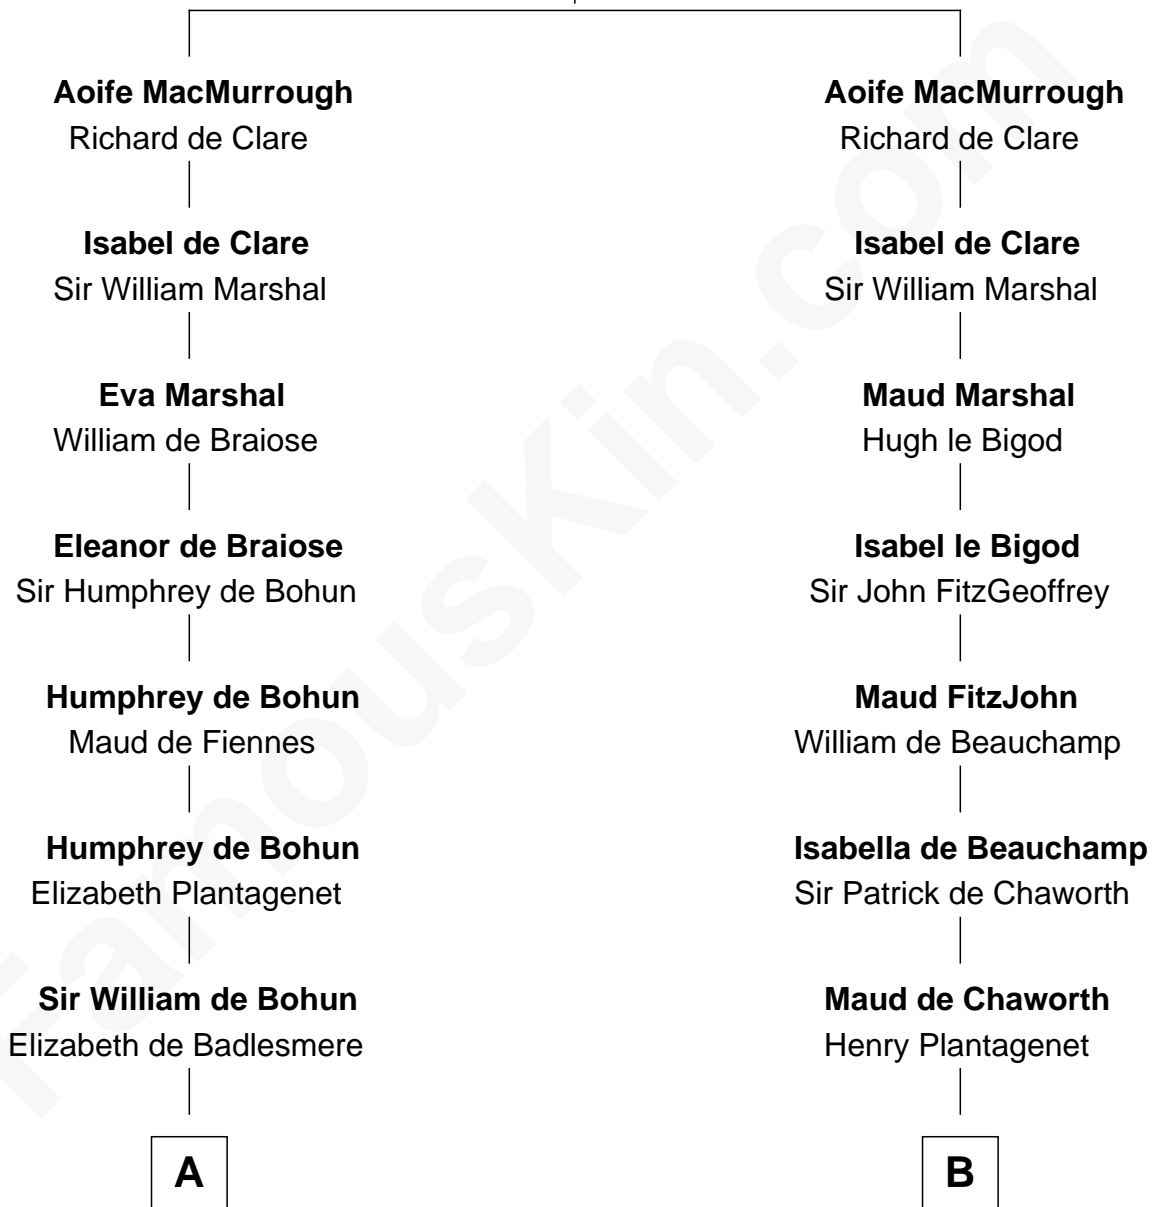 Aoife MacMurrough
Richard de Clare
Isabel de Clare
Sir William Marshal
Eva Marshal
William de Braiose
Eleanor de Braiose
Sir Humphrey de Bohun
Humphrey de Bohun
Maud de Fiennes
Humphrey de Bohun
Elizabeth Plantagenet
Sir William de Bohun
Elizabeth de Badlesmere
A
Aoife MacMurrough
Richard de Clare
Isabel de Clare
Sir William Marshal
Maud Marshal
Hugh le Bigod
Isabel le Bigod
Sir John FitzGeoffrey
Maud FitzJohn
William de Beauchamp
Isabella de Beauchamp
Sir Patrick de Chaworth
Maud de Chaworth
Henry Plantagenet
B
FamousKin.com